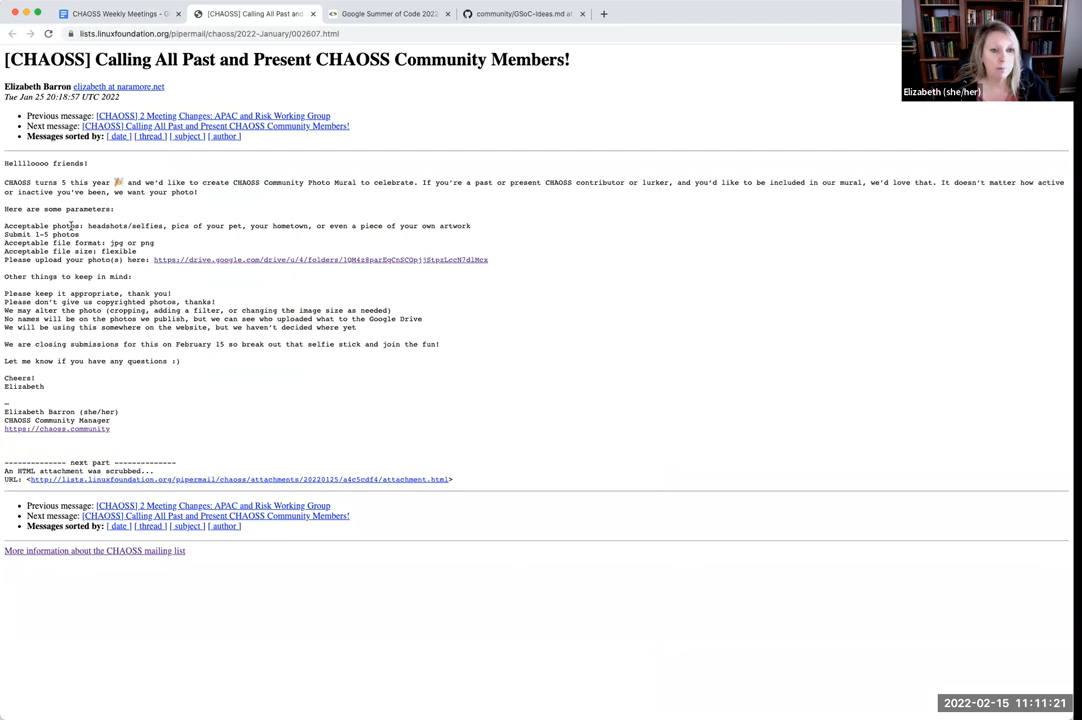 CHAOSS Weekly Meetings - G
[CHAOSS] Calling All Past and
Google Summer of Code 2022
community/GSoC-Ideas.md at
lists.linuxfoundation.org/pipermail/chaoss/2022-January/002607.html
Elizabeth (she/her)
[CHAOSS] Calling All Past and Present CHAOSS Community Members!
Elizabeth Barron elizabeth at naramore.net
Tue Jan 25 20:18:57 UTC 2022
• Previous message: [CHAOSS] 2 Meeting Changes: APAC and Risk Working Group
• Next message: [CHAOSS] Calling All Past and Present CHAOSS Community Members!
• Messages sorted by: [ date ] [ thread ] [ subject ] [ author ]
Helllloooo friends!
CHAOSS turns 5 this year 🎉 and we'd like to create CHAOSS Community Photo Mural to celebrate. If you're a past or present CHAOSS contributor or lurker, and you'd like to be included in our mural, we'd love that. It doesn't matter how active
or inactive you've been, we want your photo!
Here are some parameters:
Acceptable photos: headshots/selfies, pics of your pet, your hometown, or even a piece of your own artwork
Submit 1-5 photos
Acceptable file format: jpg or png
Acceptable file size: flexible
Please upload your photo(s) here:
Other things to keep in mind:
Please keep it appropriate, thank you!
Please don't give us copyrighted photos, thanks!
We may alter the photo (cropping, adding a filter, or changing the image size as needed)
No names will be on the photos we publish, but we can see who uploaded what to the Google Drive
We will be using this somewhere on the website, but we haven't decided where yet
We are closing submissions for this on February 15 so break out that selfie stick and join the fun!
Let me know if you have any questions :)
Cheers!
Elizabeth
—
Elizabeth Barron (she/her)
CHAOSS Community Manager
https://chaoss.community
-------------- next part --------------
An HTML attachment was scrubbed...
URL: <http://lists.linuxfoundation.org/pipermail/chaoss/attachments/20220125/a4c5cdf4/attachment.html>
• Previous message: [CHAOSS] 2 Meeting Changes: APAC and Risk Working Group
• Next message: [CHAOSS] Calling All Past and Present CHAOSS Community Members!
• Messages sorted by: [ date ] [ thread ] [ subject ] [ author ]
More information about the CHAOSS mailing list
2022-02-15 11:11:21